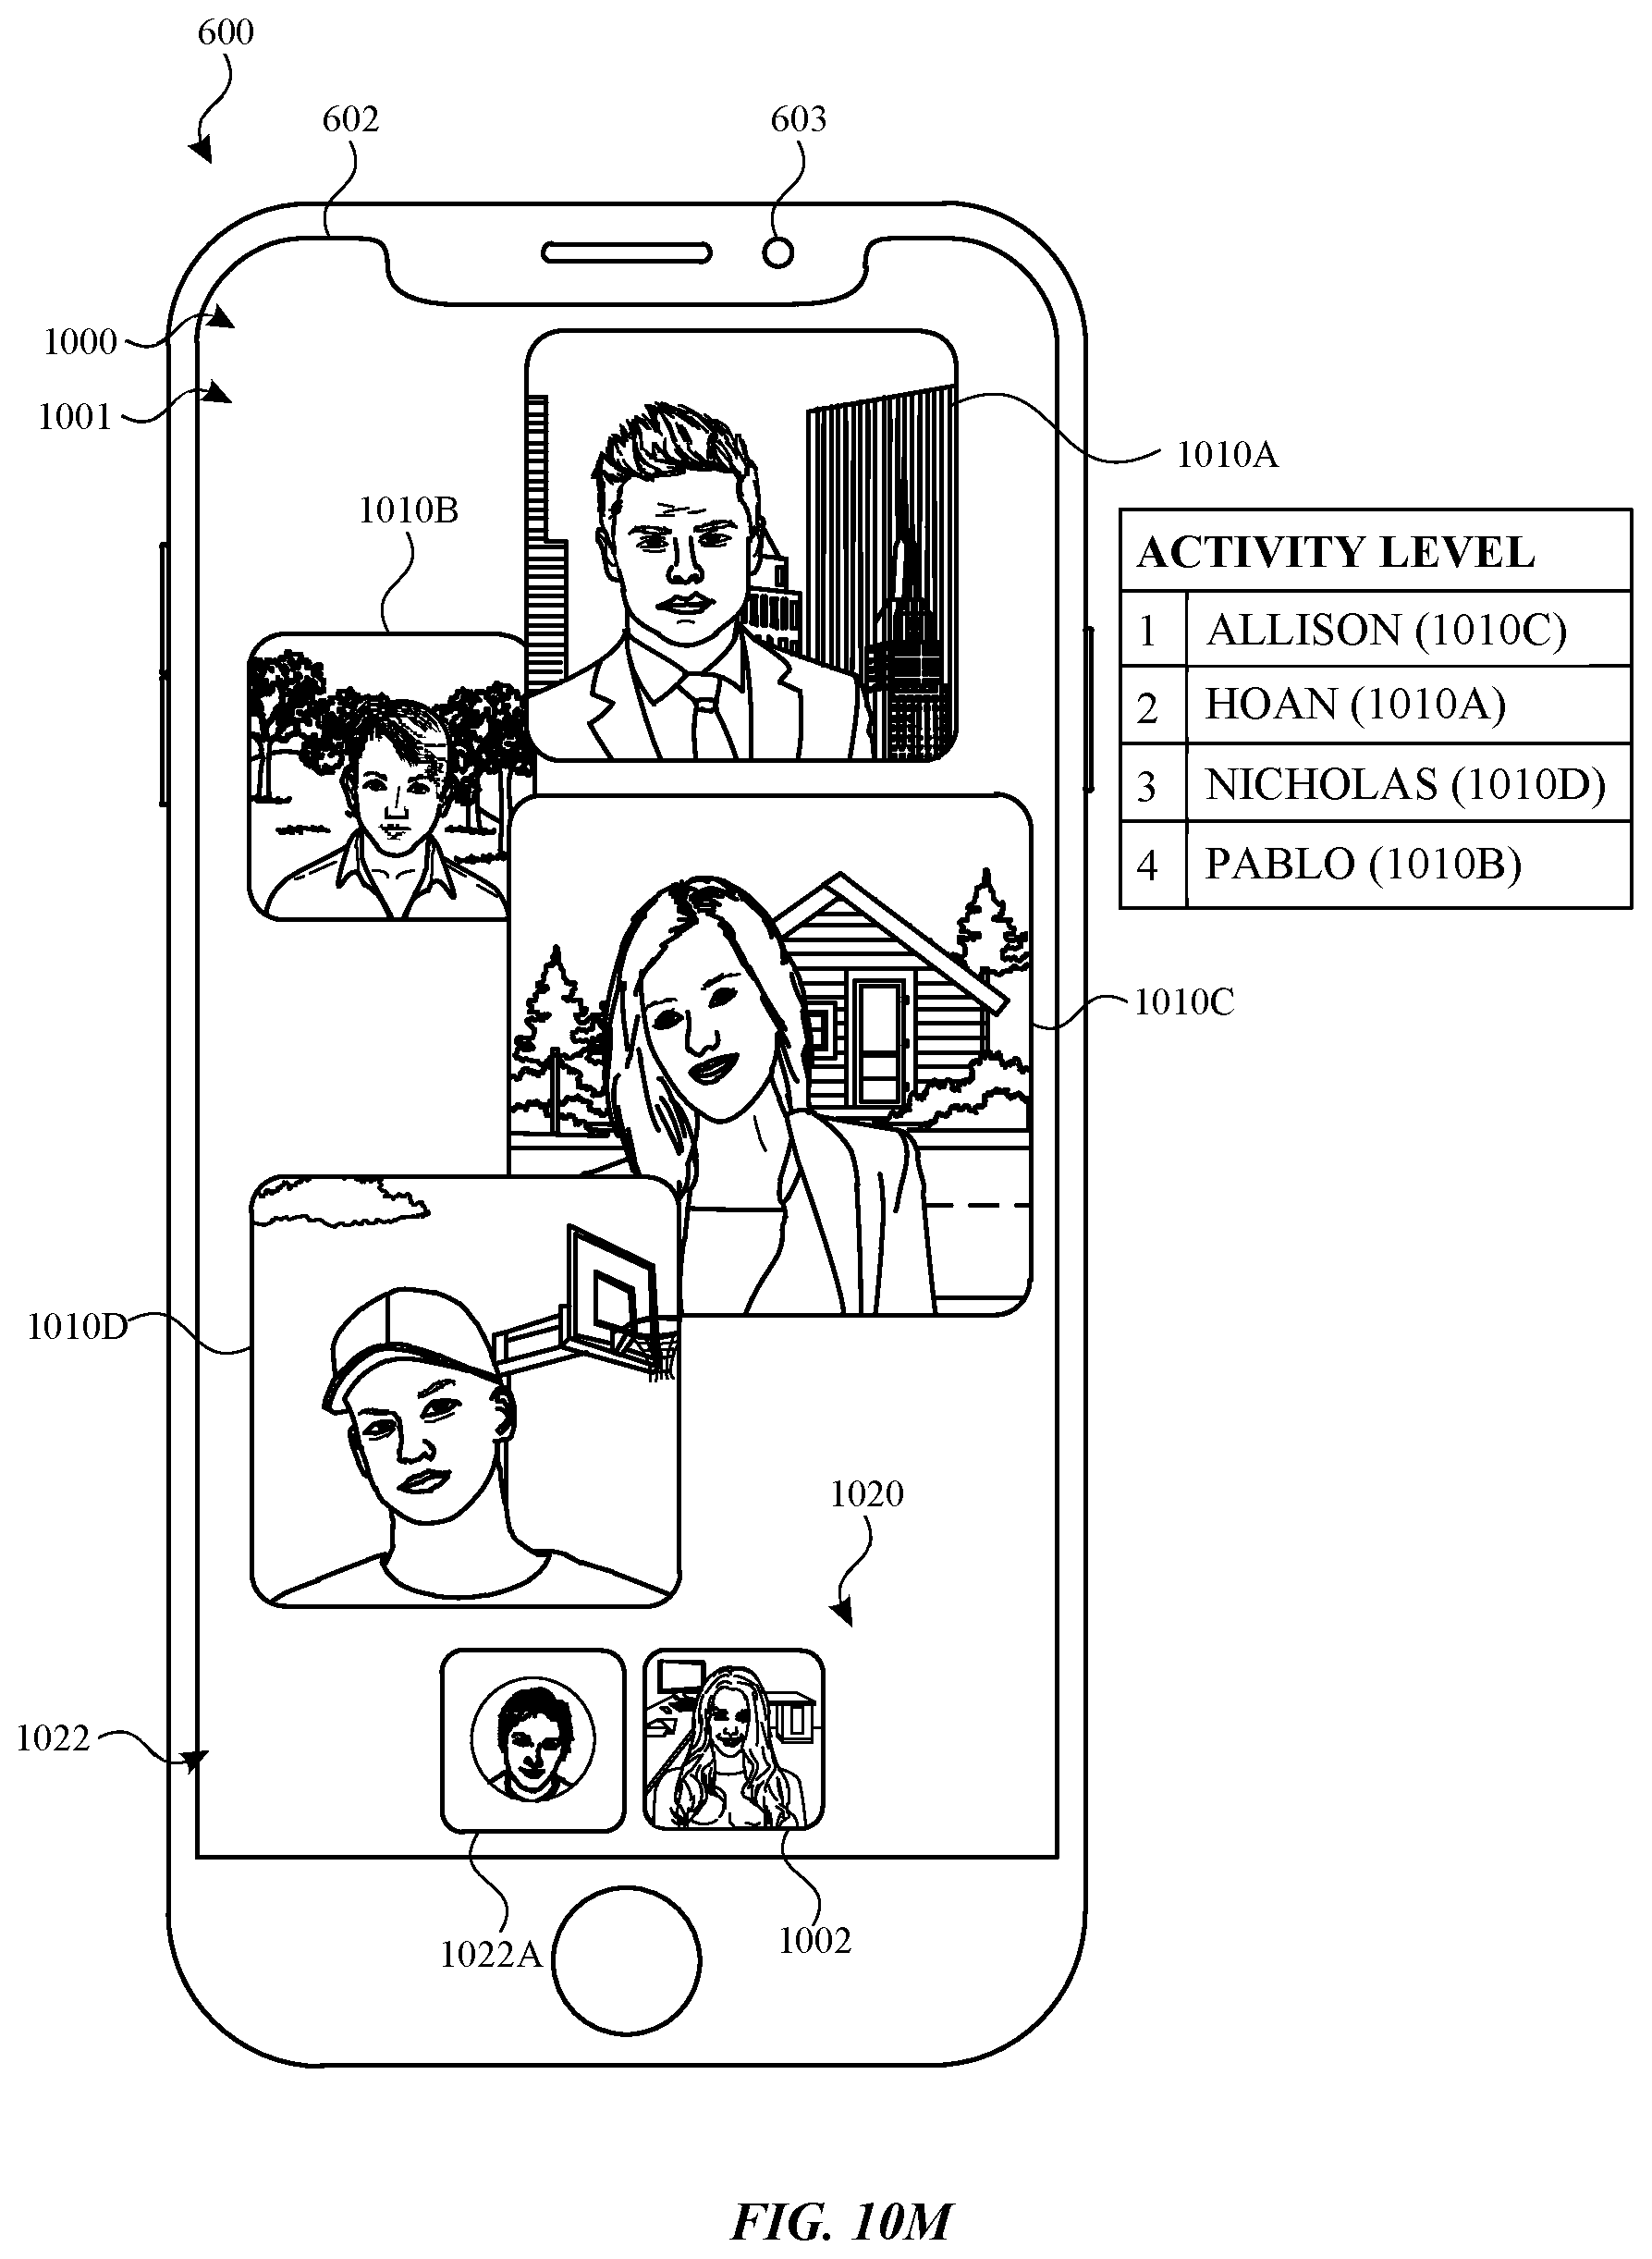 600
602
603
1000
1001
1010A
1010B
ACTIVITY LEVEL
1 ALLISON (1010C)
2 HOAN (1010A)
3 NICHOLAS (1010D)
4 PABLO (1010B)
1010C
1010D
1020
1022
1022A
1002
FIG. 10M